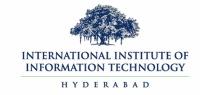 INTERNATIONAL INSTITUTE OF
INFORMATION TECHNOLOGY
HYDERABAD